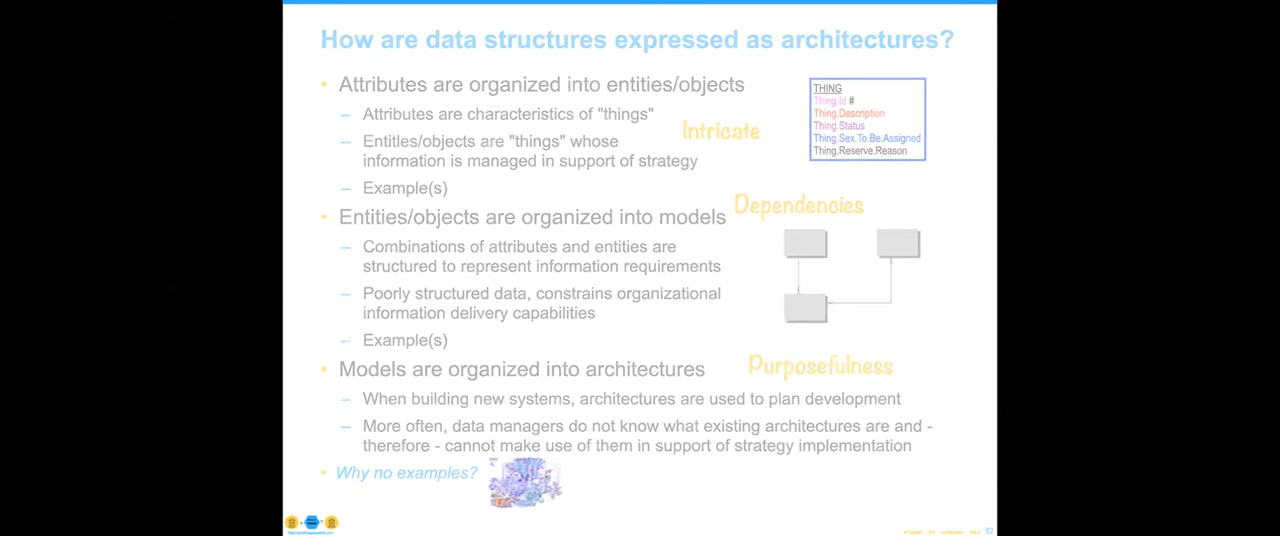 How are data structures expressed as architectures?
• Attributes are organized into entities/objects
– Attributes are characteristics of "things"
– Entitles/objects are "things" whose
information is managed in support of strategy
– Example(s)
Intricate
THING
Thing.Id #
Thing.Description
Thing.Status
Thing.Sex.To.Be.Assigned
Thing.Reserve.Reason
• Entities/objects are organized into models
Dependencies
– Combinations of attributes and entities are
structured to represent information requirements
– Poorly structured data, constrains organizational
information delivery capabilities
– Example(s)
• Models are organized into architectures
Purposefulness
– When building new systems, architectures are used to plan development
– More often, data managers do not know what existing architectures are and -
therefore - cannot make use of them in support of strategy implementation
• Why no examples?